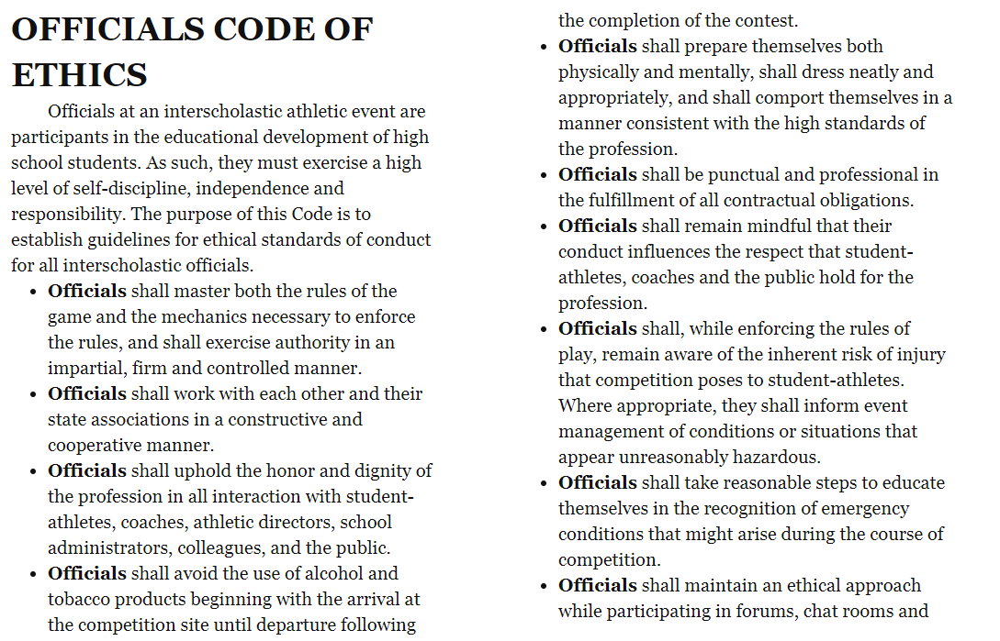 OFFICIALS CODE OF
ETHICS
Officials at an interscholastic athletic event are
participants in the educational development of high
school students. As such, they must exercise a high
level of self-discipline, independence and
responsibility. The purpose of this Code is to
establish guidelines for ethical standards of conduct
for all interscholastic officials.
• Officials shall master both the rules of the
game and the mechanics necessary to enforce
the rules, and shall exercise authority in an
impartial, firm and controlled manner.
• Officials shall work with each other and their
state associations in a constructive and
cooperative manner.
• Officials shall uphold the honor and dignity of
the profession in all interaction with student-
athletes, coaches, athletic directors, school
administrators, colleagues, and the public.
• Officials shall avoid the use of alcohol and
tobacco products beginning with the arrival at
the competition site until departure following
the completion of the contest.
• Officials shall prepare themselves both
physically and mentally, shall dress neatly and
appropriately, and shall comport themselves in a
manner consistent with the high standards of
the profession.
• Officials shall be punctual and professional in
the fulfillment of all contractual obligations.
• Officials shall remain mindful that their
conduct influences the respect that student-
athletes, coaches and the public hold for the
profession.
• Officials shall, while enforcing the rules of
play, remain aware of the inherent risk of injury
that competition poses to student-athletes.
Where appropriate, they shall inform event
management of conditions or situations that
appear unreasonably hazardous.
• Officials shall take reasonable steps to educate
themselves in the recognition of emergency
conditions that might arise during the course of
competition.
• Officials shall maintain an ethical approach
while participating in forums, chat rooms and